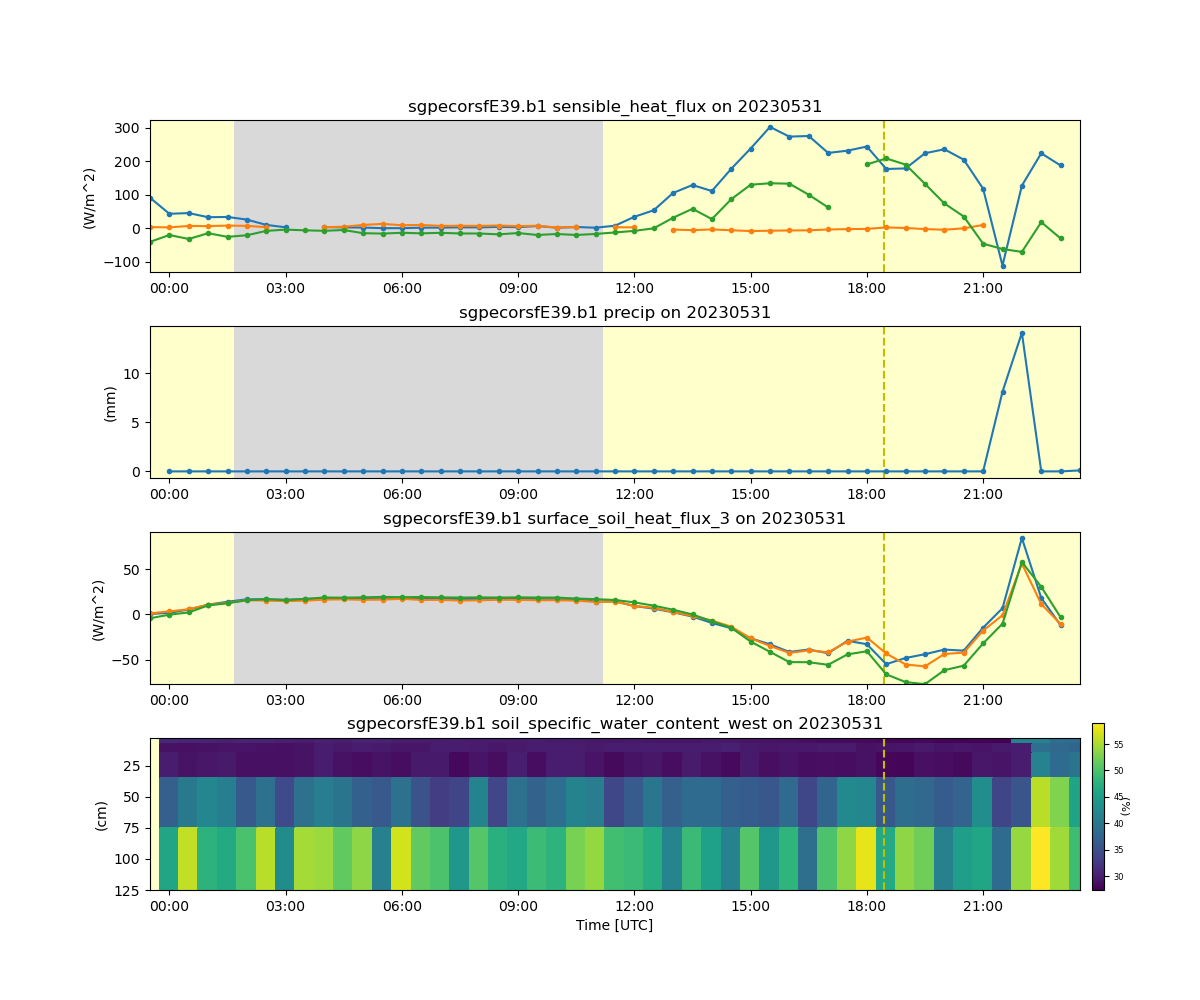 sgpecorsfE39.b1 sensible_heat_flux on 20230531
300
200
100
0
−100
(W/m^2)
00:00 03:00 06:00 09:00 12:00 15:00 18:00 21:00
sgpecorsfE39.b1 precip on 20230531
10
5
0
(mm)
00:00 03:00 06:00 09:00 12:00 15:00 18:00 21:00
sgpecorsfE39.b1 surface_soil_heat_flux_3 on 20230531
50
0
−50
(W/m^2)
00:00 03:00 06:00 09:00 12:00 15:00 18:00 21:00
sgpecorsfE39.b1 soil_specific_water_content_west on 20230531
25
50
75
100
125
(cm)
00:00 03:00 06:00 09:00 12:00 15:00 18:00 21:00
Time [UTC]
55
50
45
40
35
30
(%)